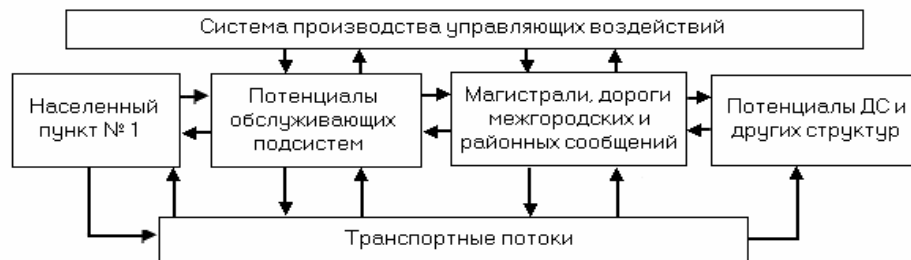 Система производства управляющих воздействий
Населенный
пункт № 1
Потенциалы
обслуживающих
подсистем
Магистрали, дороги
межгородских и
районных сообщений
Потенциалы ДС и
других структур
Транспортные потоки